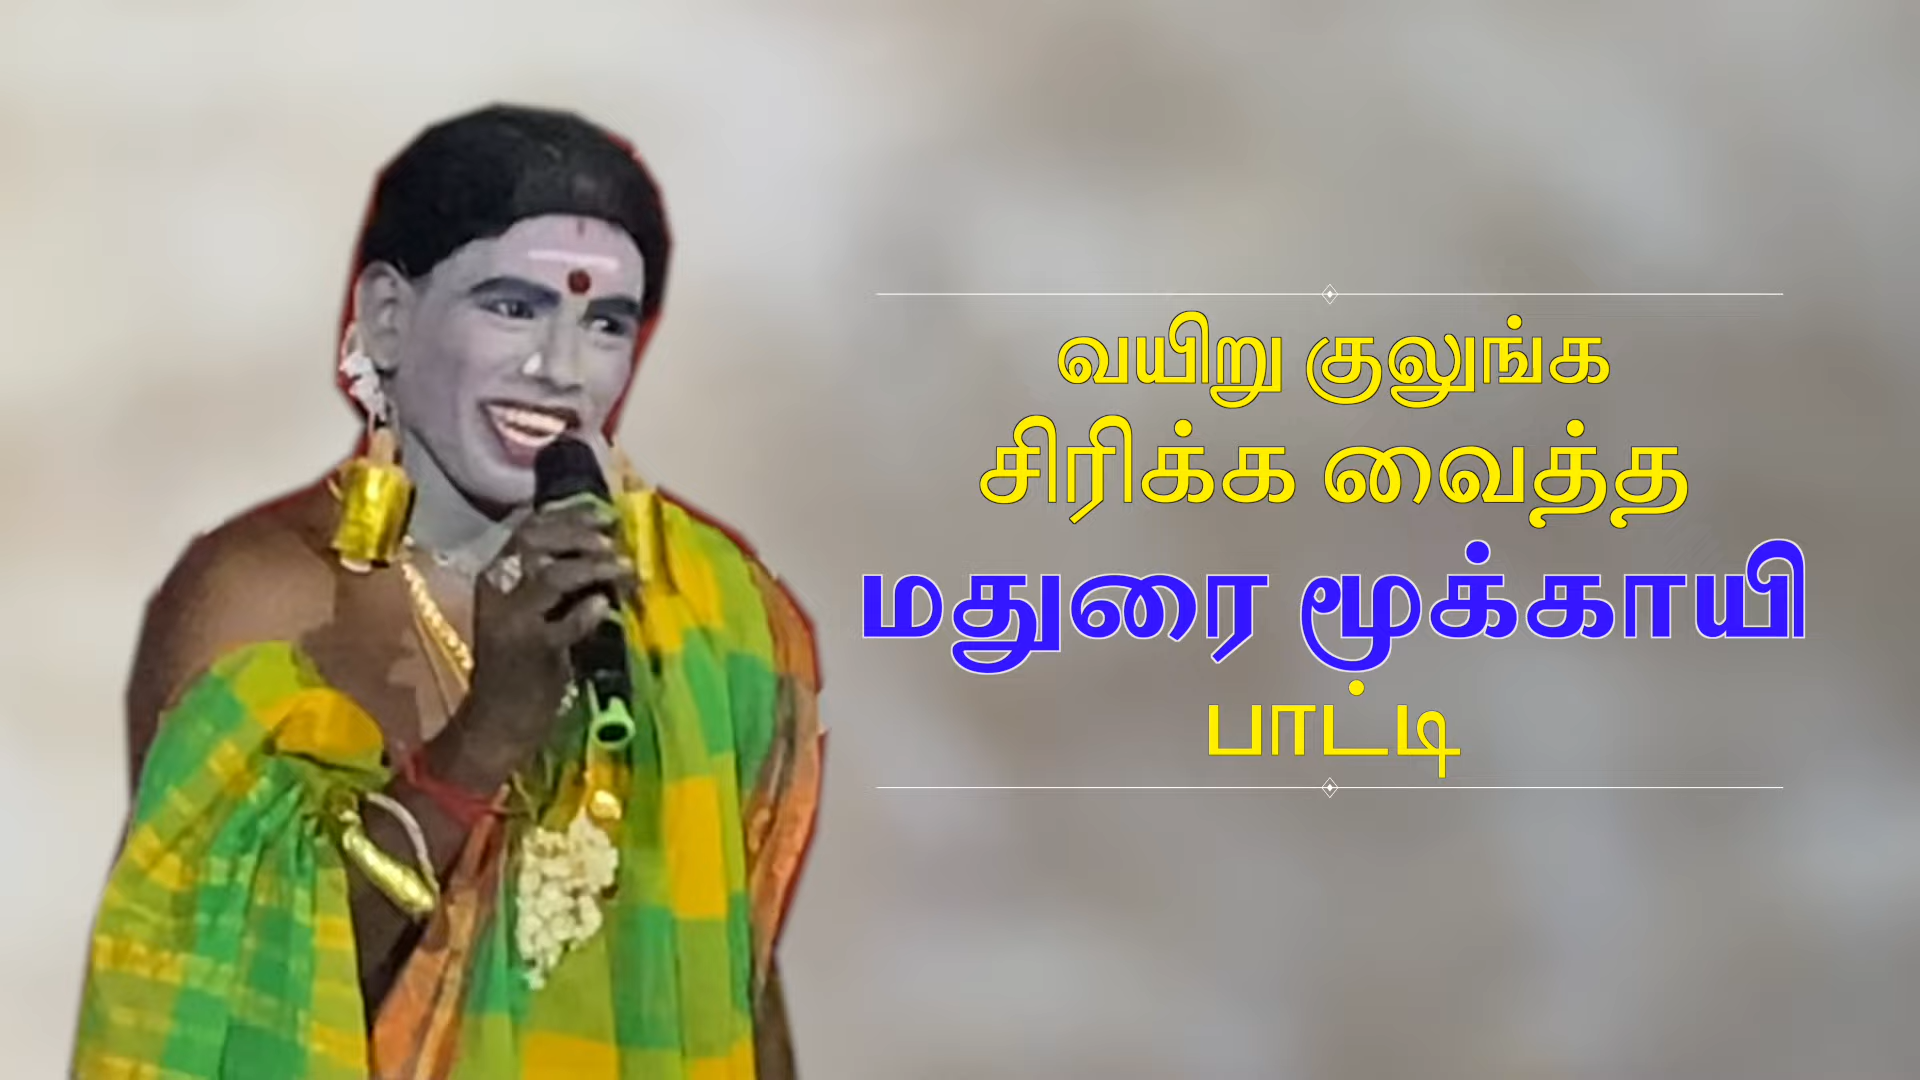 வயிறு குலுங்க
சிரிக்க வைத்த
மதுரை மூக்காயி
பாட்டி